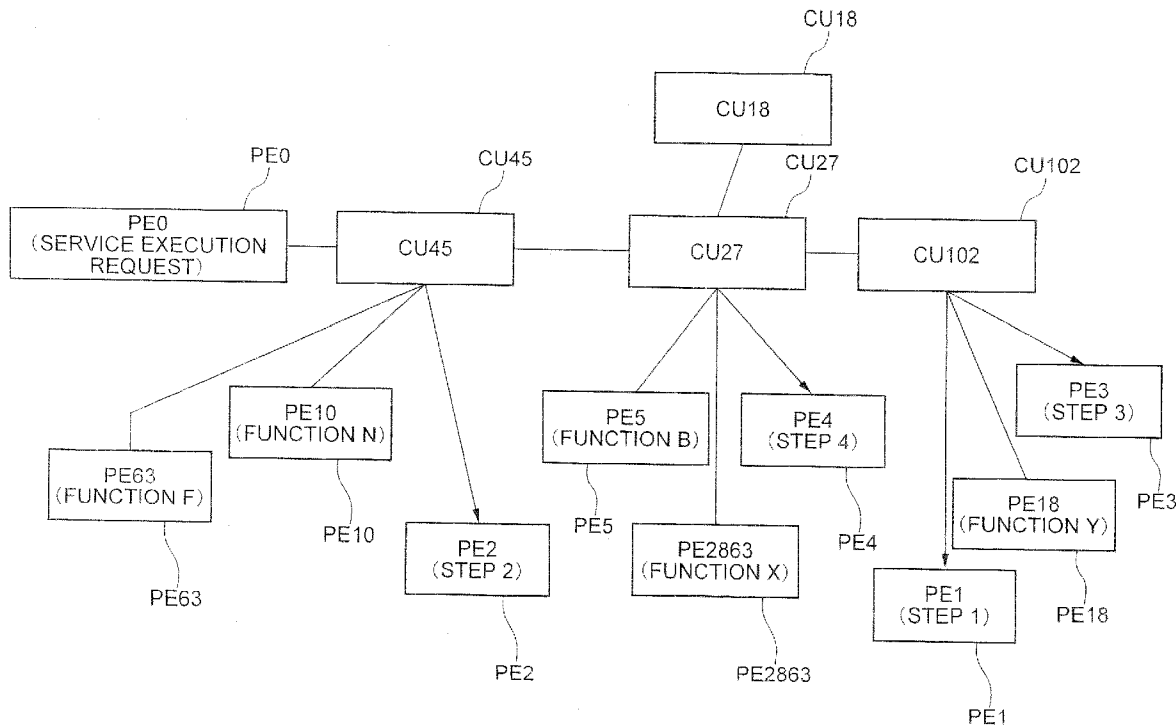 CU18
CU18
PE0
CU45
CU27
CU102
PE0
(SERVICE EXECUTION
REQUEST)
CU45
CU27
CU102
PE10
(FUNCTION N)
PE5
(FUNCTION B)
PE4
(STEP 4)
PE3
(STEP 3)
PE63
(FUNCTION F)
PE18
(FUNCTION Y)
PE3
PE10
PE2
(STEP 2)
PE5
PE2863
(FUNCTION X)
PE4
PE63
PE1
(STEP 1)
PE18
PE2
PE2863
PE1